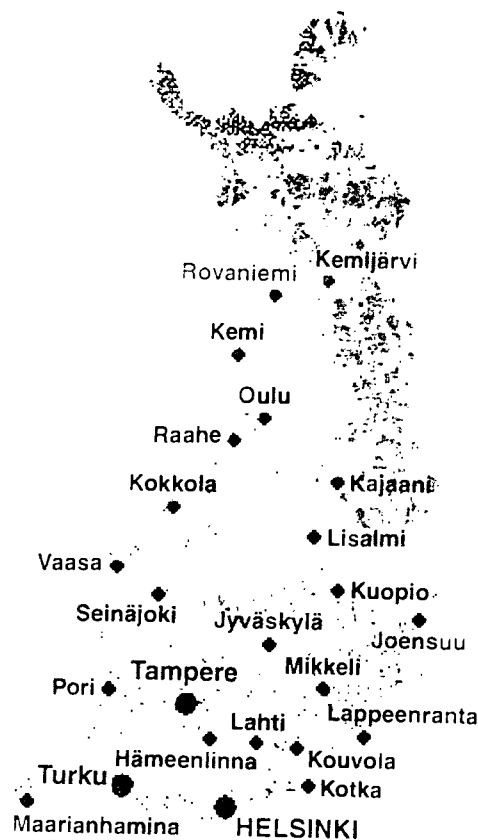 Kemijärvi
Rovaniemi
Kemi
Oulu
Raahe
Kokkola
Kajaani
Lisalmi
Vaasa
Kuopio
Seinäjoki
Jyväskylä
Joensuu
Tampere
Mikkeli
Pori
Lappeenranta
Lahti
Hämeenlinna
Kouvola
Turku
Kotka
Maarianhamina
HELSINKI